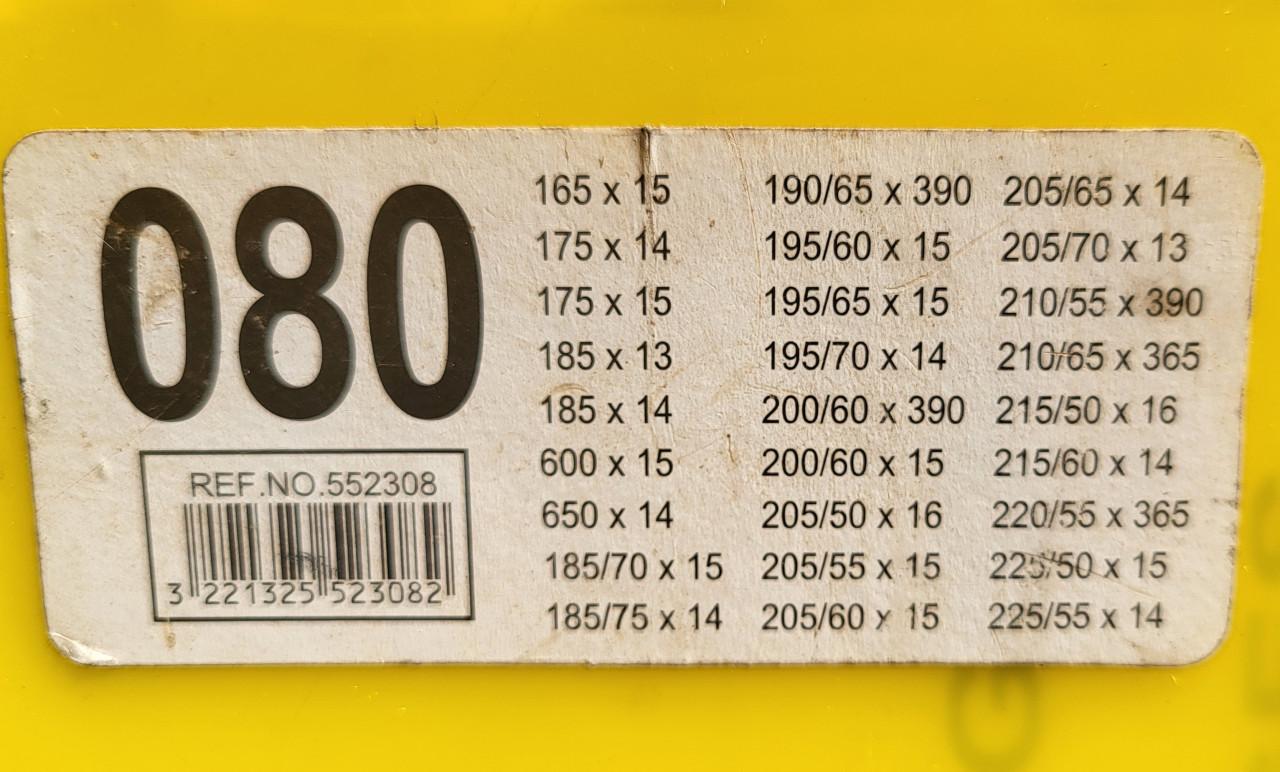 080
REF.NO.552308
3 221325 523082
165 x 15
175 x 14
175 x 15
185 x 13
185 x 14
600 x 15
650 x 14
185/70 x 15
185/75 x 14
190/65 x 390
195/60 x 15
195/65 x 15
195/70 x 14
200/60 x 390
200/60 x 15
205/50 x 16
205/55 x 15
205/60 x 15
205/65 x 14
205/70 x 13
210/55 x 390
210/65 x 365
215/50 x 16
215/60 x 14
220/55 x 365
225/50 x 15
225/55 x 14